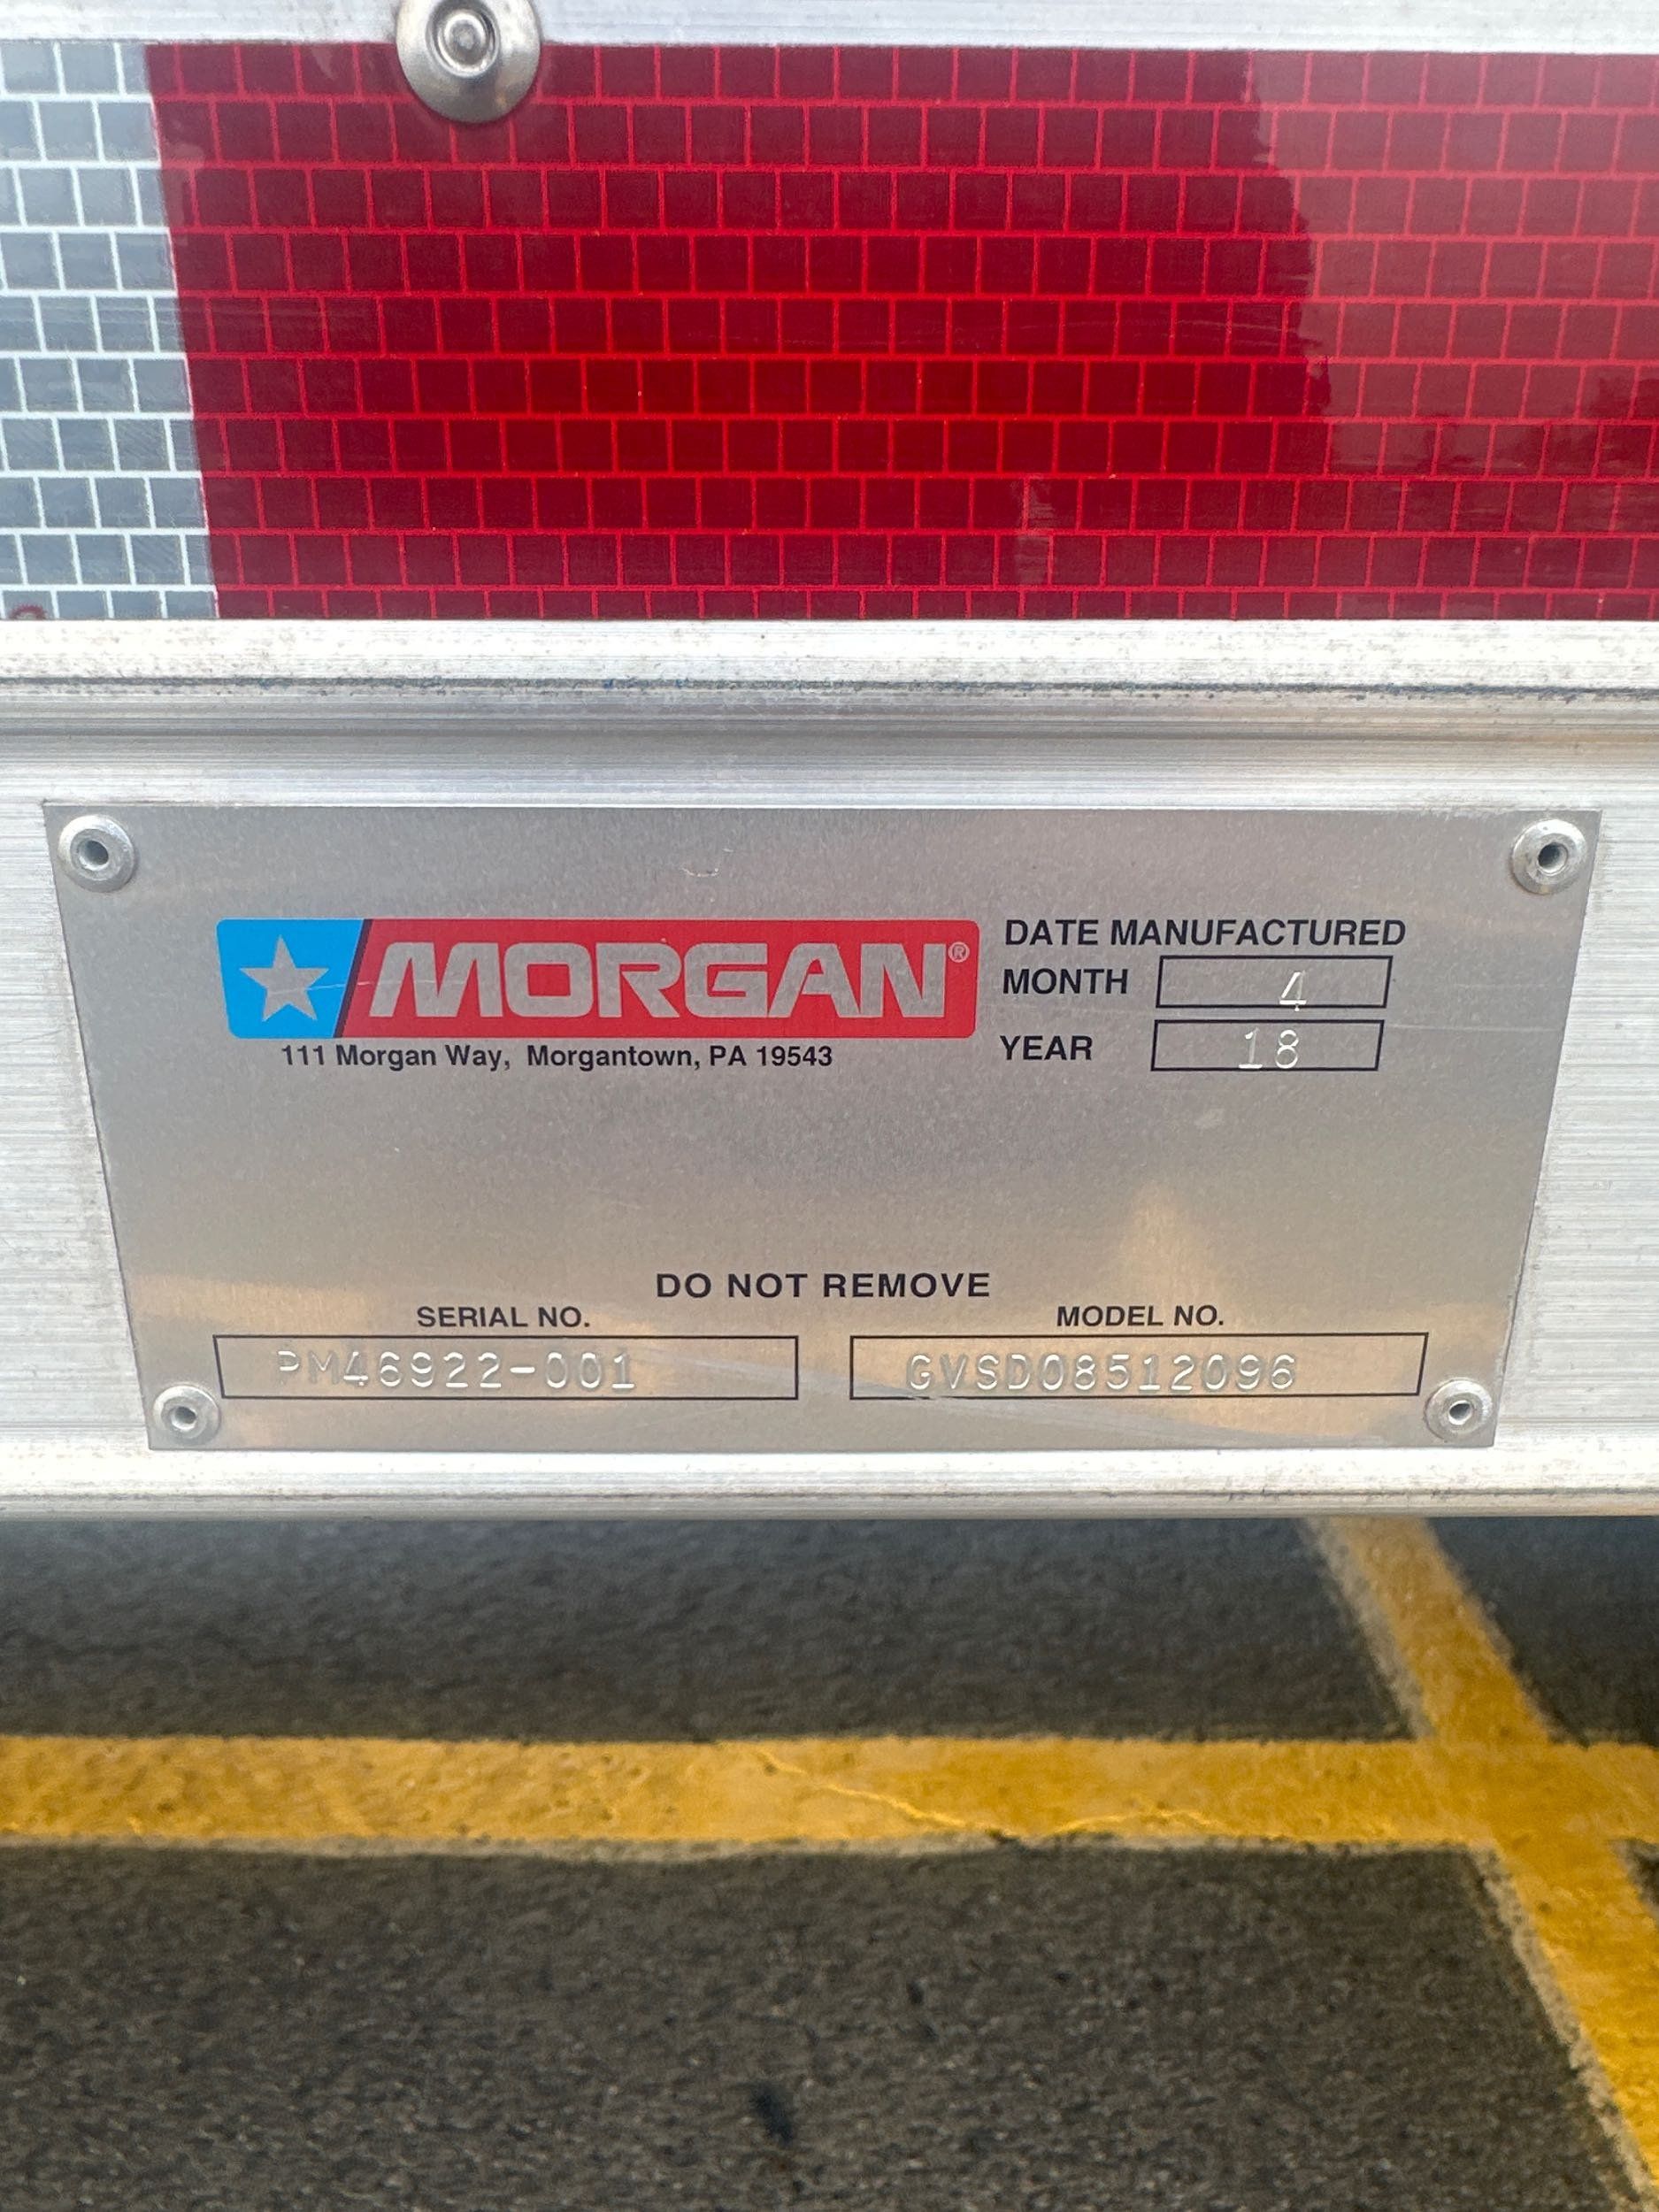 MORGAN®
111 Morgan Way, Morgantown, PA 19543
DATE MANUFACTURED
MONTH 4
YEAR 18
DO NOT REMOVE
SERIAL NO.
PM46922-001
MODEL NO.
GVSD08512096